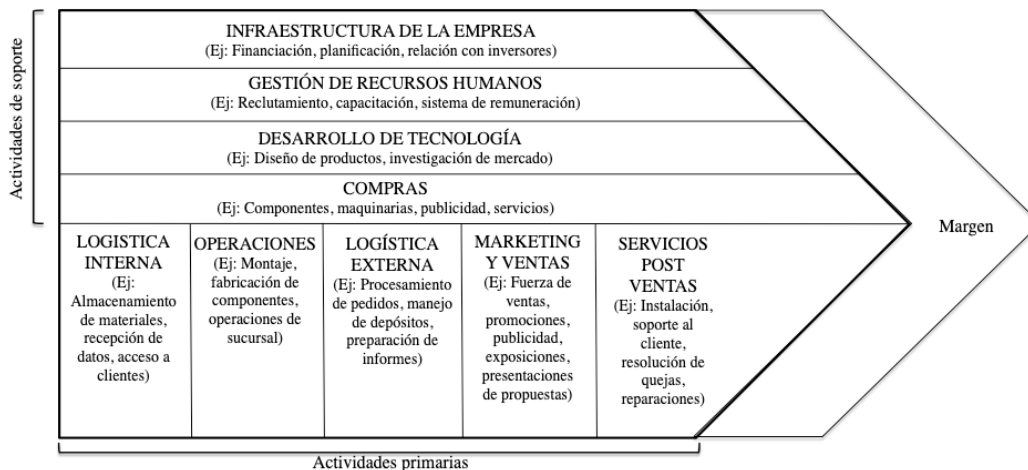 Actividades de soporte
INFRAESTRUCTURA DE LA EMPRESA
(Ej: Financiación, planificación, relación con inversores)
GESTIÓN DE RECURSOS HUMANOS
(Ej: Reclutamiento, capacitación, sistema de remuneración)
DESARROLLO DE TECNOLOGÍA
(Ej: Diseño de productos, investigación de mercado)
COMPRAS
(Ej: Componentes, maquinarias, publicidad, servicios)
LOGISTICA
INTERNA
(Ej:
Almacenamiento
de materiales,
recepción de
datos, acceso a
clientes)
OPERACIONES
(Ej: Montaje,
fabricación de
componentes,
operaciones de
sucursal)
LOGÍSTICA
EXTERNA
(Ej: Procesamiento
de pedidos, manejo
de depósitos,
preparación de
informes)
MARKETING
Y VENTAS
(Ej: Fuerza de
ventas,
promociones,
publicidad,
exposiciones,
presentaciones
de propuestas)
SERVICIOS
POST
VENTAS
(Ej: Instalación,
soporte al
cliente,
resolución de
quejas,
reparaciones)
Margen
Actividades primarias